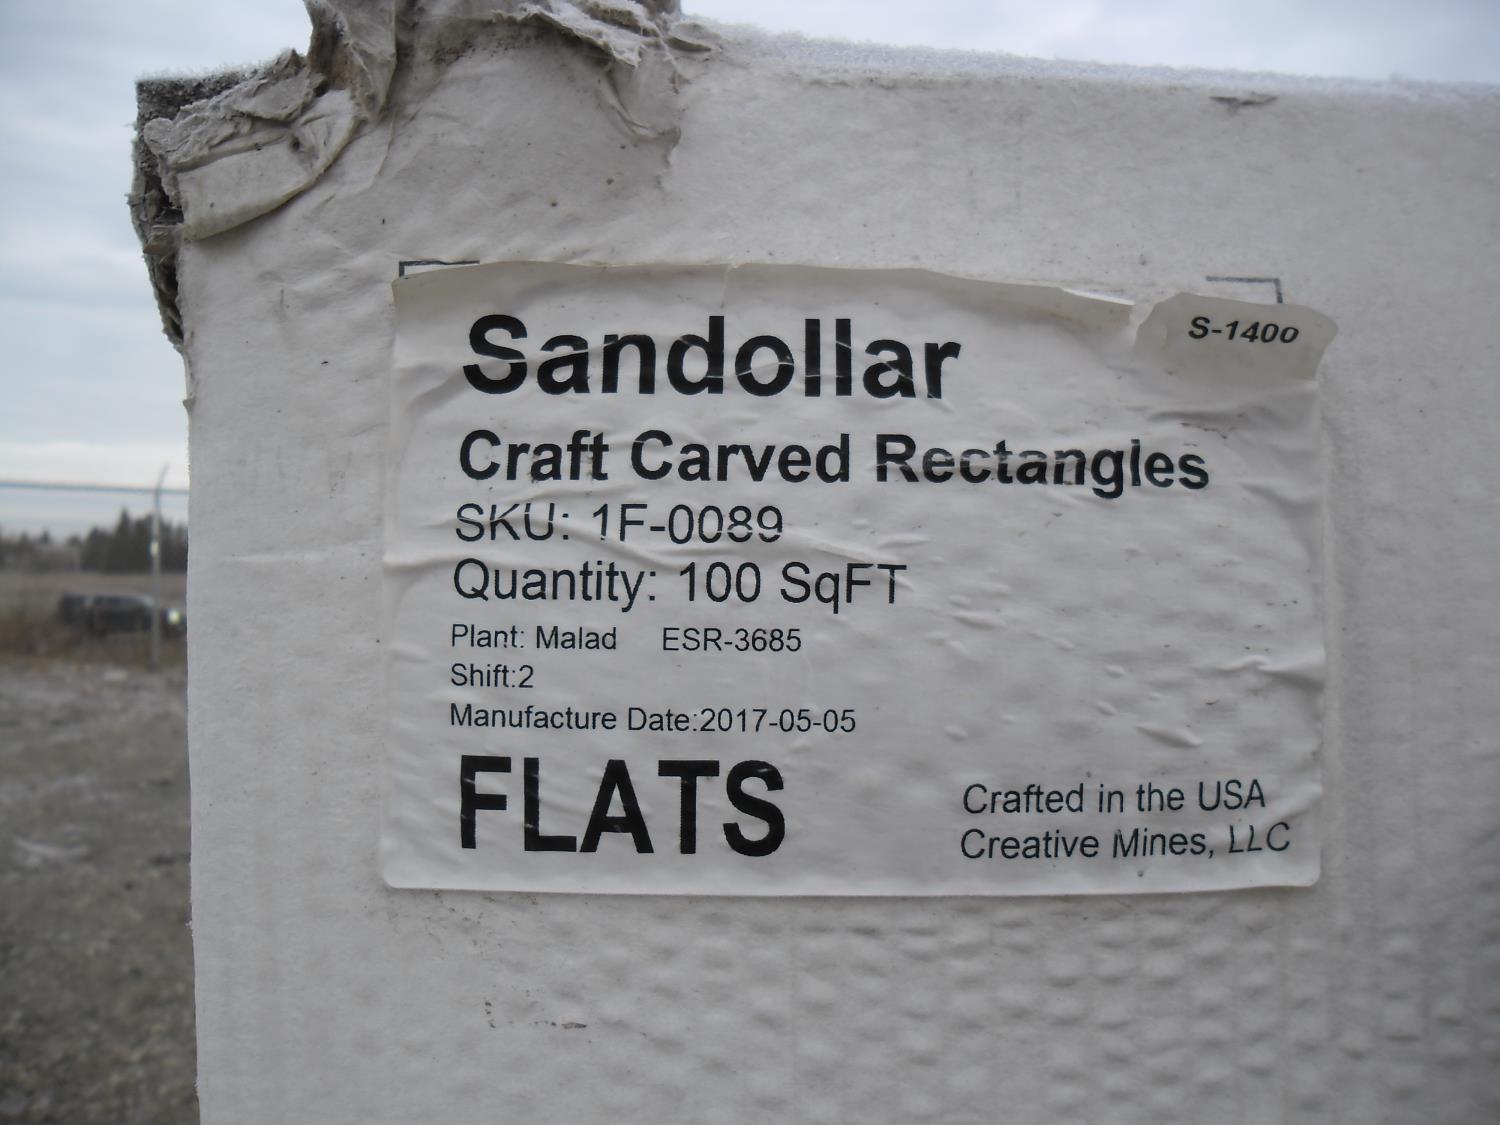 Sandollar
S-1400
Craft Carved Rectangles
SKU: 1F-0089
Quantity: 100 SqFT
Plant: Malad ESR-3685
Shift:2
Manufacture Date:2017-05-05
FLATS
Crafted in the USA
Creative Mines, LLC